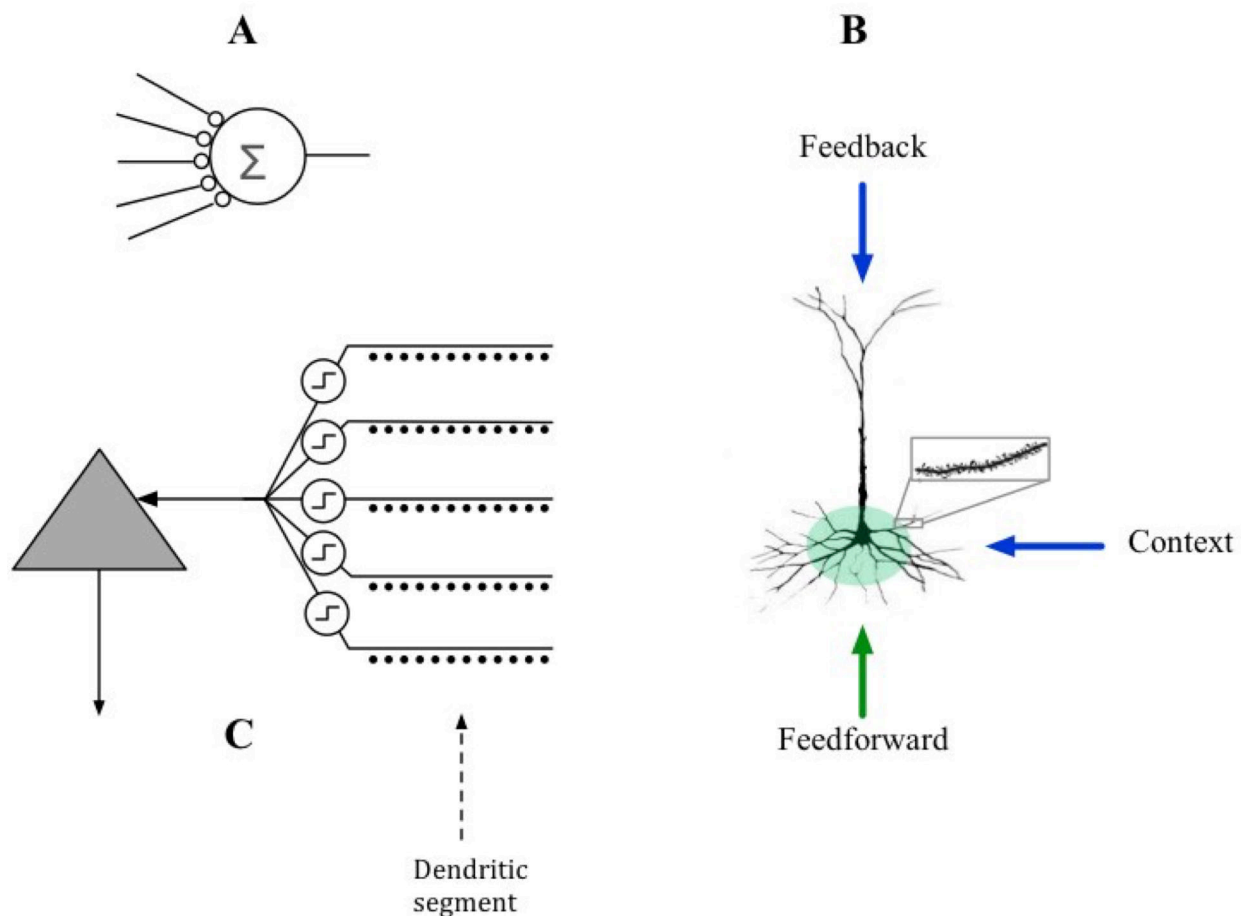 A
B
Σ
Feedback
Context
Feedforward
C
Dendritic
segment